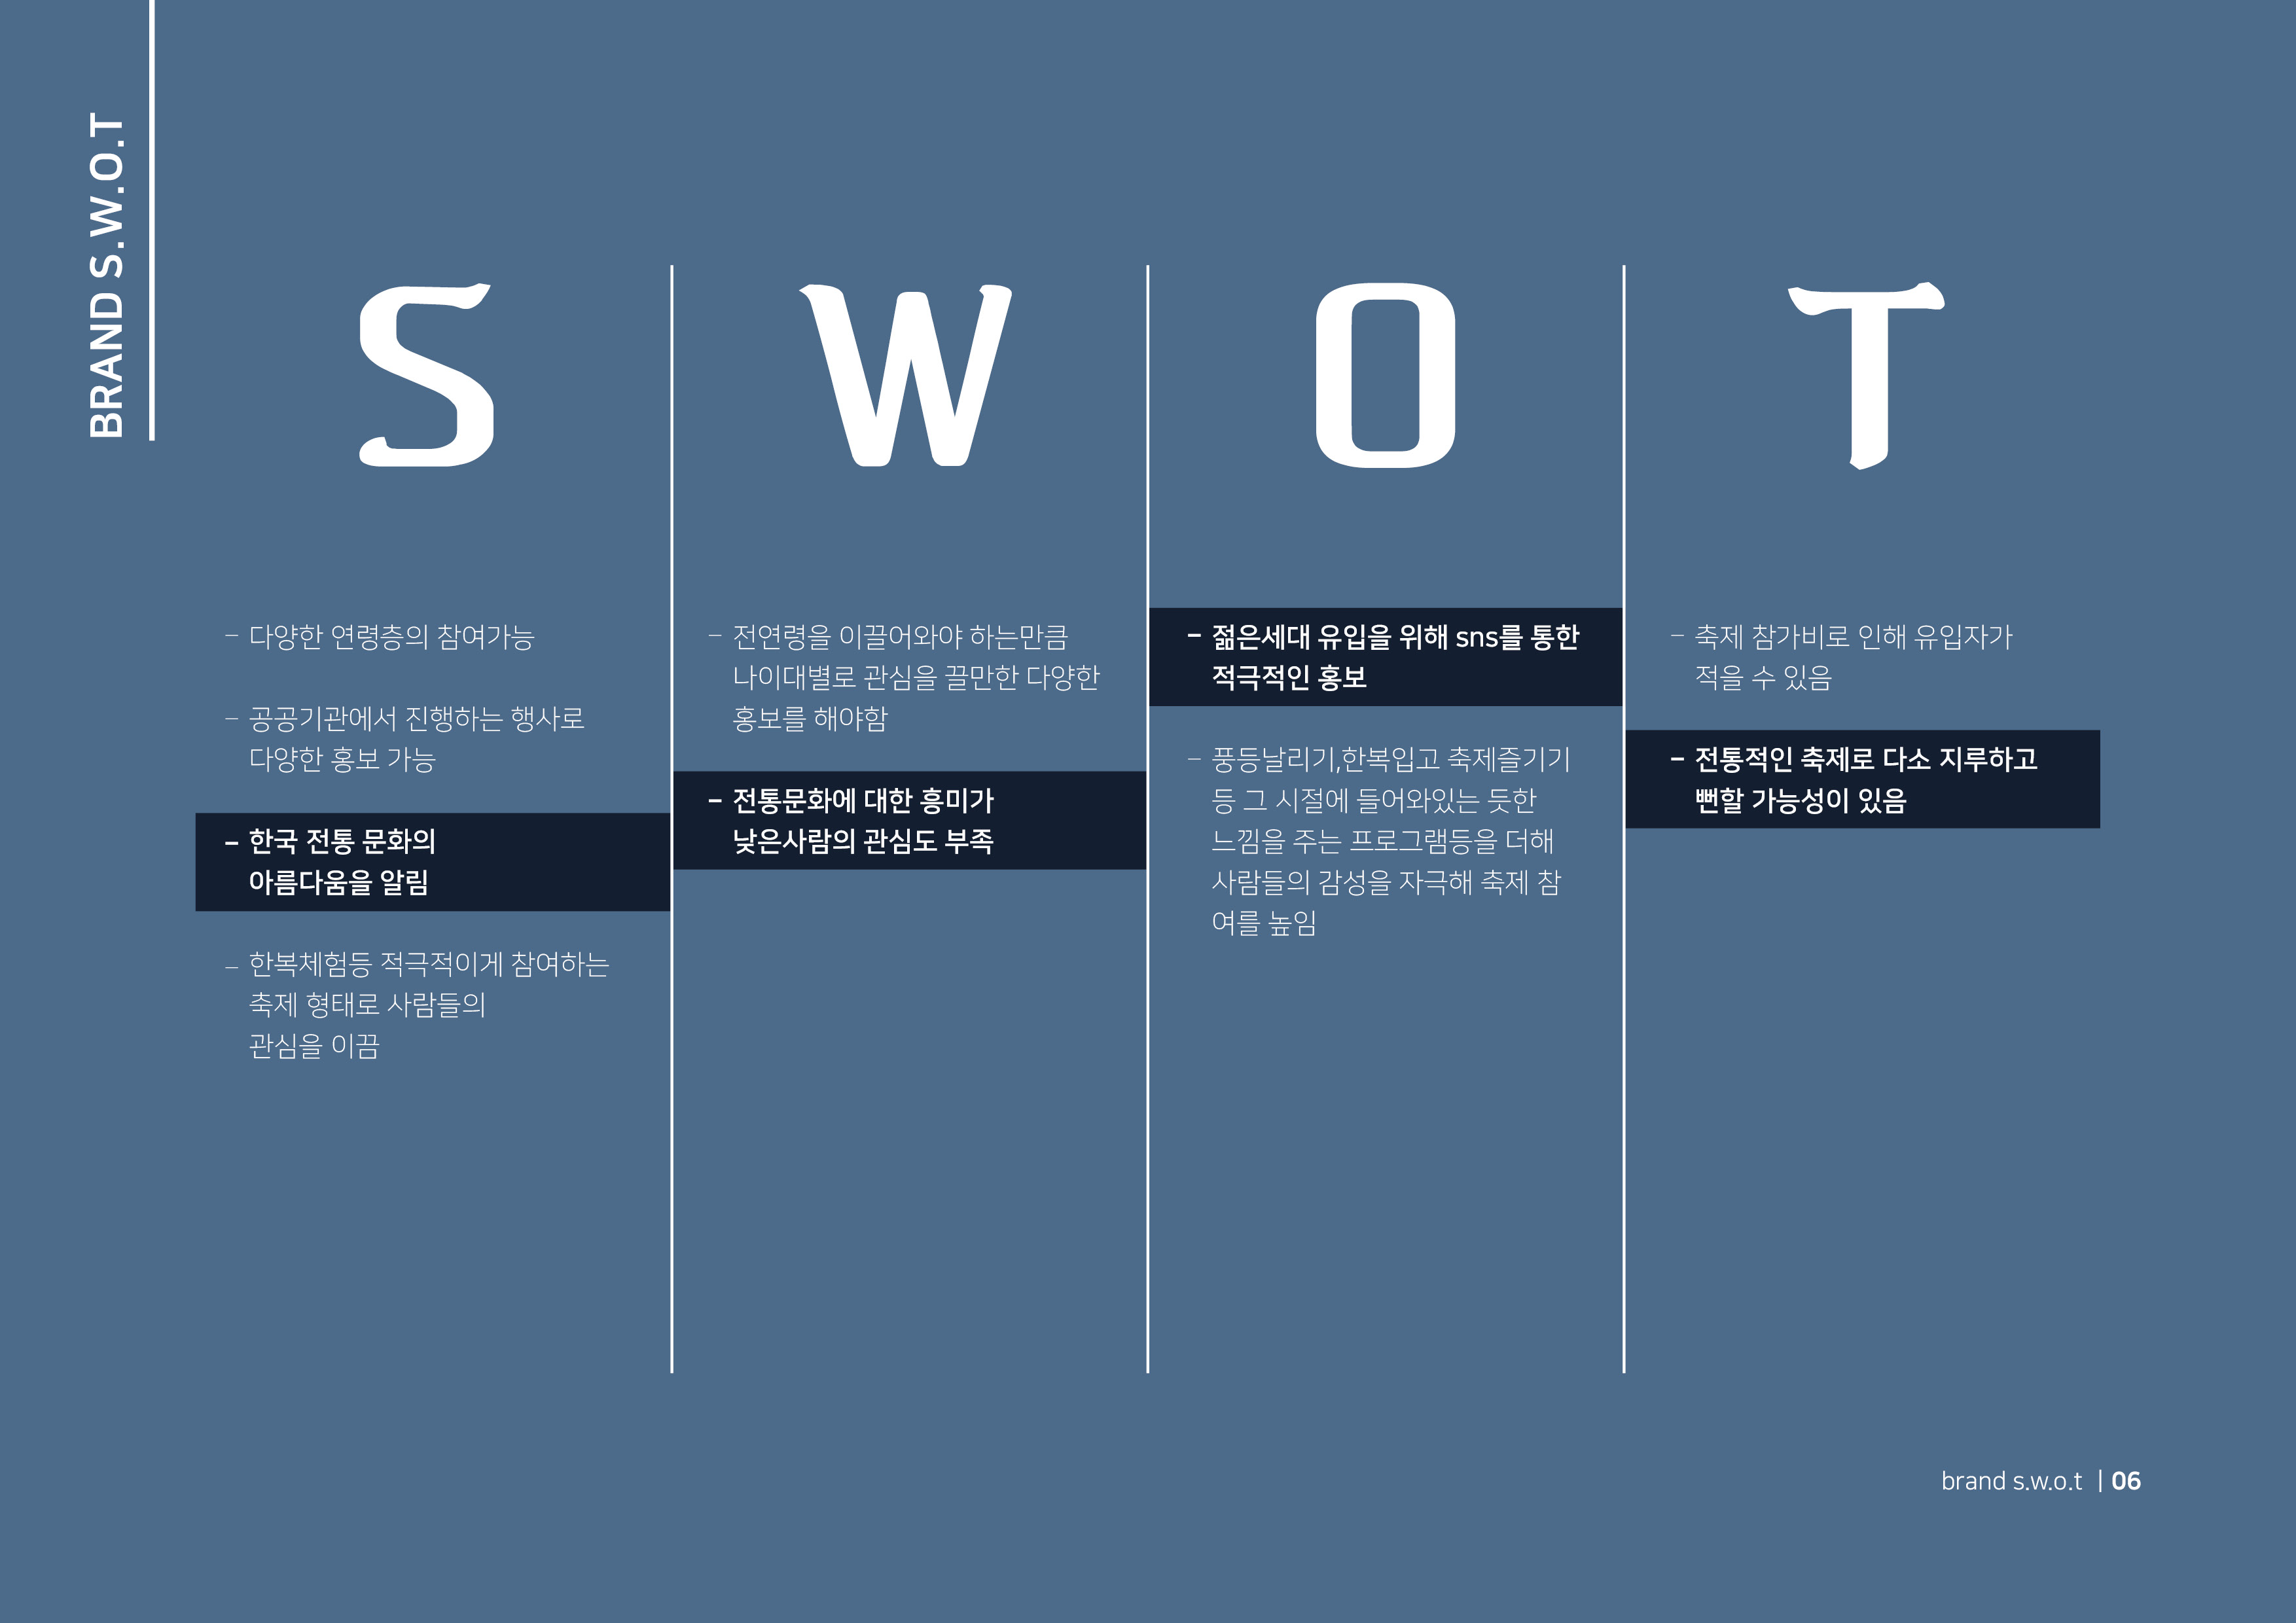 BRAND S.W.O.T
S
– 다양한 연령층의 참여가능
– 공공기관에서 진행하는 행사로
다양한 홍보 가능
– 한국 전통 문화의
아름다움을 알림
– 한복체험등 적극적이게 참여하는
축제 형태로 사람들의
관심을 이끔
W
– 전연령을 이끌어와야 하는만큼
나이대별로 관심을 끌만한 다양한
홍보를 해야함
– 전통문화에 대한 흥미가
낮은사람의 관심도 부족
O
– 젊은세대 유입을 위해 sns를 통한
적극적인 홍보
– 풍등날리기,한복입고 축제즐기기
등 그 시절에 들어와있는 듯한
느낌을 주는 프로그램등을 더해
사람들의 감성을 자극해 축제 참
여를 높임
T
– 축제 참가비로 인해 유입자가
적을 수 있음
– 전통적인 축제로 다소 지루하고
뻔할 가능성이 있음
brand s.w.o.t | 06